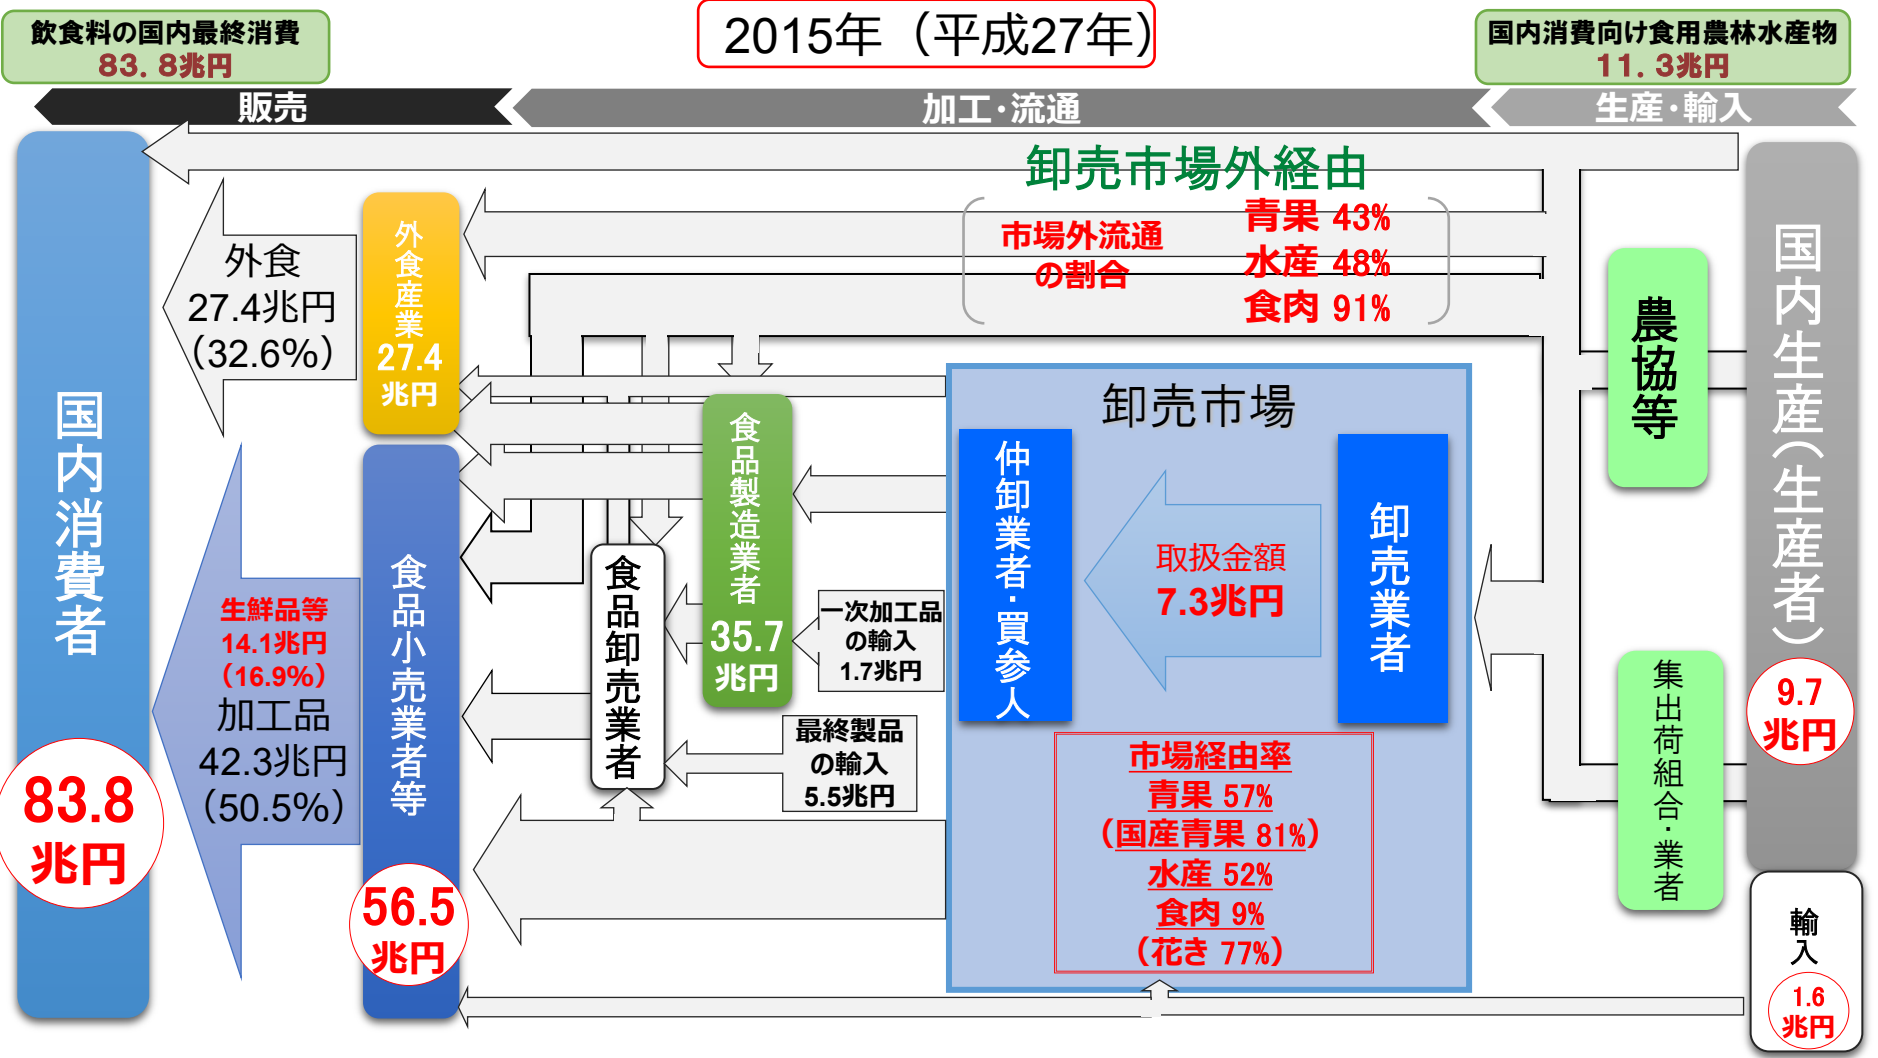 2015年（平成27年）
飲食料の国内最終消費
83．8兆円
国内消費向け食用農林水産物
11．3兆円
販売
加工・流通
生産・輸入
国内消費者
83.8
兆円
外食
27.4兆円
（32.6%）
生鮮品等
14.1兆円
（16.9%）
加工品
42.3兆円
（50.5%）
外食産業
27.4
兆円
食品小売業者等
56.5
兆円
食品卸売業者
食品製造業者
35.7
兆円
一次加工品
の輸入
1.7兆円
最終製品
の輸入
5.5兆円
卸売市場外経由
市場外流通
の割合
青果 43%
水産 48%
食肉 91%
卸売市場
仲卸業者・買参人
取扱金額
7.3兆円
卸売業者
市場経由率
青果 57%
（国産青果 81%）
水産 52%
食肉 9%
（花き 77%）
農協等
集出荷組合・業者
国内生産（生産者）
9.7
兆円
輸入
1.6
兆円